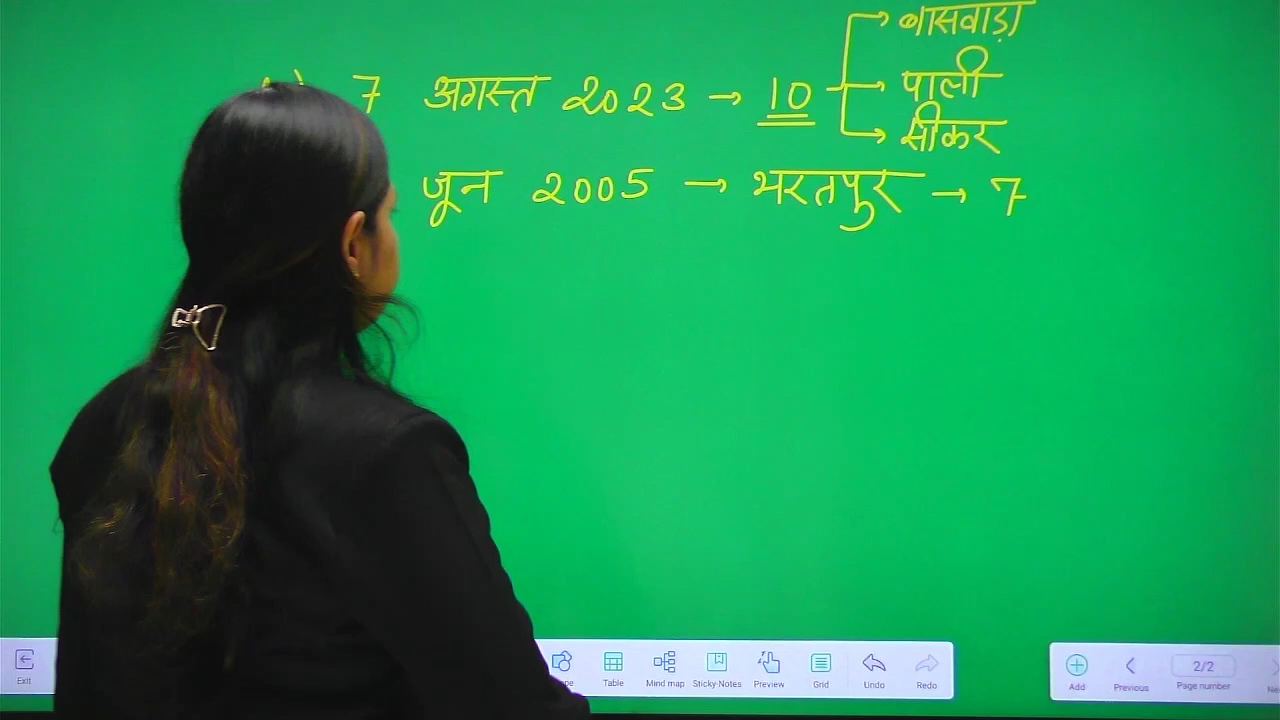 बासवाड़ा
7 अगस्त 2023 → 10
पाली
सीकर
जून 2005 → भरतपुर → 7
Exit
Table
Mind map
Sticky-Notes
Preview
Grid
Undo
Redo
Add
Previous
2/2
Page number